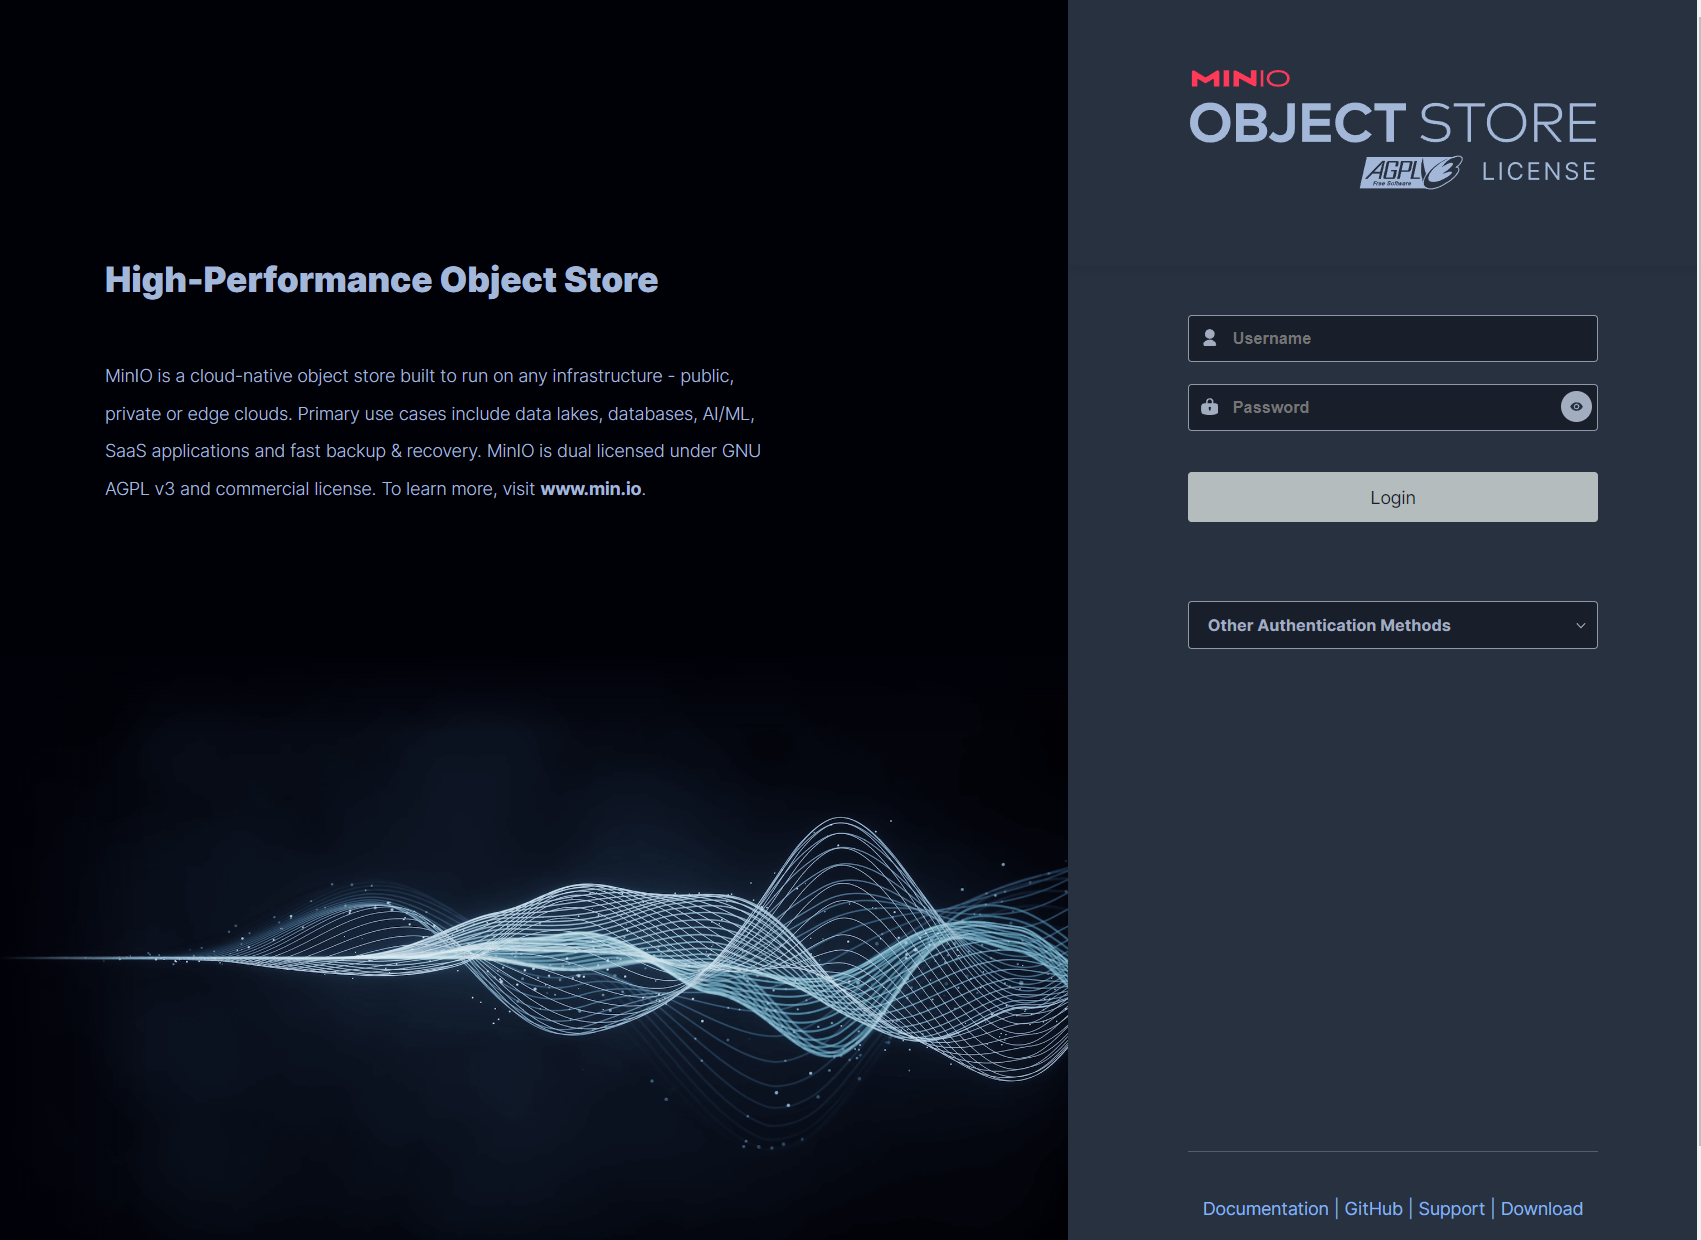 High-Performance Object Store
MinIO is a cloud-native object store built to run on any infrastructure - public,
private or edge clouds. Primary use cases include data lakes, databases, AI/ML,
SaaS applications and fast backup & recovery. MinIO is dual licensed under GNU
AGPL v3 and commercial license. To learn more, visit www.min.io.
MINIO
OBJECT STORE
AGPLv3 LICENSE
Free Software
Username
Password
Login
Other Authentication Methods
Documentation | GitHub | Support | Download